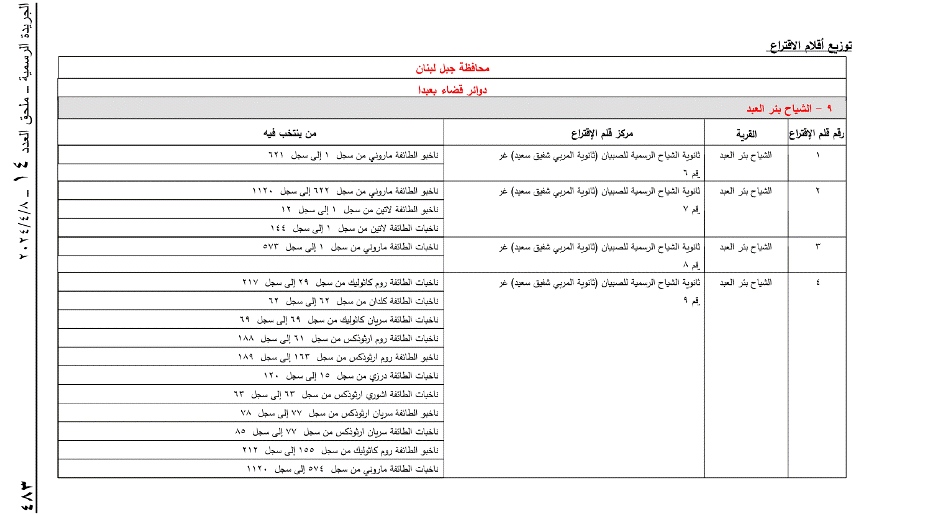 الجريدة الرسمية – ملحق العدد ١٤ – ٢٠٢٤/٤/٨
توزيع أقلام الاقتراع
محافظة جبل لبنان
دوائر قضاء بعبدا
٩ - الشياح بئر العبد
رقم قلم الإقتراع القرية مركز قلم الإقتراع من ينتخب فيه
١ الشياح بئر العبد ثانوية الشياح الرسمية للصبيان (ثانوية المربي شفيق سعيد) غر ناخبو الطائفة ماروني من سجل ١ إلى سجل ٦٢١
رقم ٦
٢ الشياح بئر العبد ثانوية الشياح الرسمية للصبيان (ثانوية المربي شفيق سعيد) غر ناخبو الطائفة ماروني من سجل ٦٢٢ إلى سجل ١١٢٠
رقم ٧ ناخبو الطائفة لاتين من سجل ١ إلى سجل ١٢
ناخبات الطائفة لاتين من سجل ١ إلى سجل ١٤٤
٣ الشياح بئر العبد ثانوية الشياح الرسمية للصبيان (ثانوية المربي شفيق سعيد) غر ناخبات الطائفة ماروني من سجل ١ إلى سجل ٥٧٣
رقم ٨
٤ الشياح بئر العبد ثانوية الشياح الرسمية للصبيان (ثانوية المربي شفيق سعيد) غر ناخبات الطائفة روم كاثوليك من سجل ٢٩ إلى سجل ٢١٧
رقم ٩ ناخبات الطائفة كلدان من سجل ٦٢ إلى سجل ٦٢
ناخبات الطائفة سريان كاثوليك من سجل ٦٩ إلى سجل ٦٩
ناخبات الطائفة روم ارثوذكس من سجل ٦١ إلى سجل ١٨٨
ناخبو الطائفة روم ارثوذكس من سجل ١٦٣ إلى سجل ١٨٩
ناخبات الطائفة درزي من سجل ١٥ إلى سجل ١٢٠
ناخبات الطائفة اشوري ارثوذكس من سجل ٦٣ إلى سجل ٦٣
ناخبو الطائفة سريان ارثوذكس من سجل ٧٧ إلى سجل ٧٨
ناخبات الطائفة سريان ارثوذكس من سجل ٧٧ إلى سجل ٨٥
ناخبو الطائفة روم كاثوليك من سجل ١٥٥ إلى سجل ٢١٢
ناخبات الطائفة ماروني من سجل ٥٧٤ إلى سجل ١١٢٠
٤٨٣